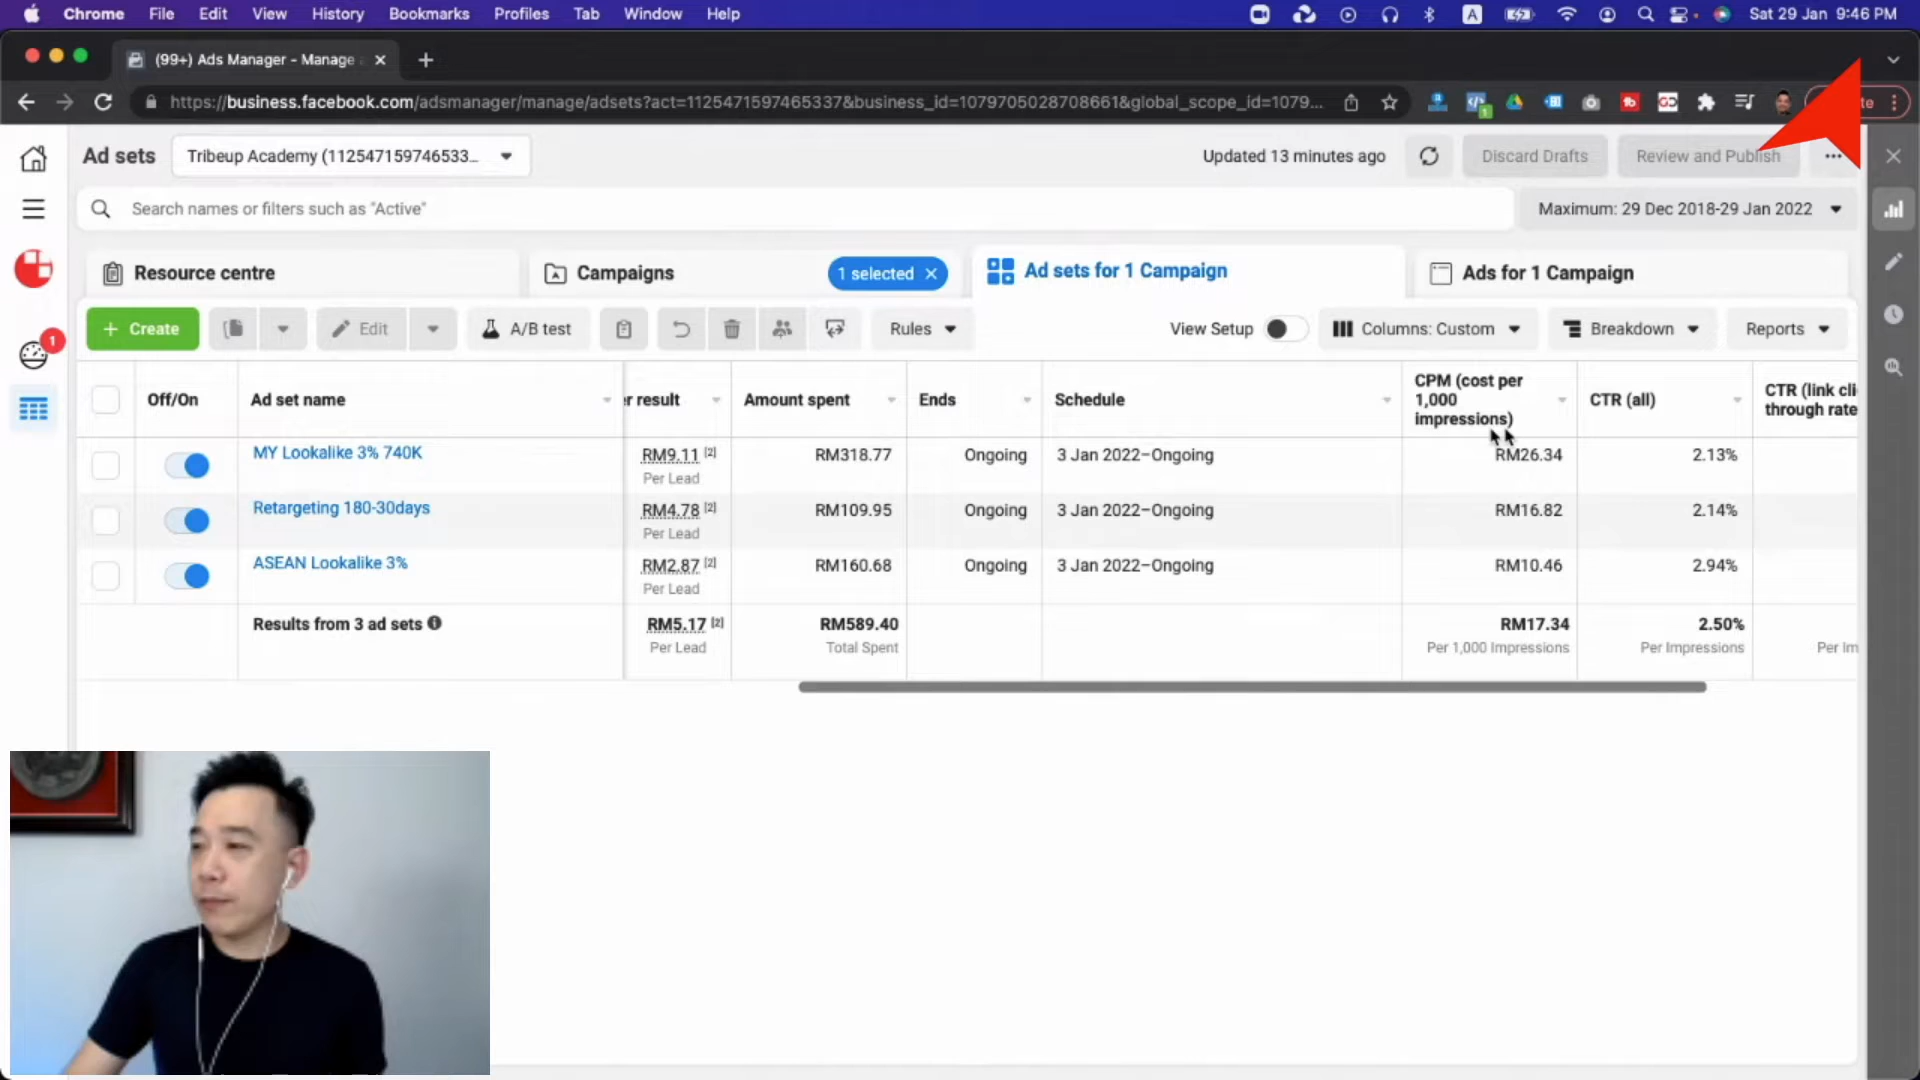 Chrome File Edit View History Bookmarks Profiles Tab Window Help A Sat 29 Jan 9:46 PM
(99+) Ads Manager - Manage
https://business.facebook.com/adsmanager/manage/adsets?act=1125471597465337&business_id=1079705028708661&global_scope_id=1079...
Ad sets Tribeup Academy (112547159746533... Updated 13 minutes ago Discard Drafts Review and Publish
Search names or filters such as "Active" Maximum: 29 Dec 2018-29 Jan 2022
Resource centre Campaigns 1 selected Ad sets for 1 Campaign Ads for 1 Campaign
+ Create Edit A/B test Rules View Setup Columns: Custom Breakdown Reports
1
Off/On Ad set name er result Amount spent Ends Schedule CPM (cost per 1,000 impressions) CTR (all) CTR (link cli through rate
MY Lookalike 3% 740K RM9.11 [2] RM318.77 Ongoing 3 Jan 2022–Ongoing RM26.34 2.13%
Per Lead
Retargeting 180-30days RM4.78 [2] RM109.95 Ongoing 3 Jan 2022–Ongoing RM16.82 2.14%
Per Lead
ASEAN Lookalike 3% RM2.87 [2] RM160.68 Ongoing 3 Jan 2022–Ongoing RM10.46 2.94%
Per Lead
Results from 3 ad sets RM5.17 [2] RM589.40 RM17.34 2.50%
Per Lead Total Spent Per 1,000 Impressions Per Impressions Per Im